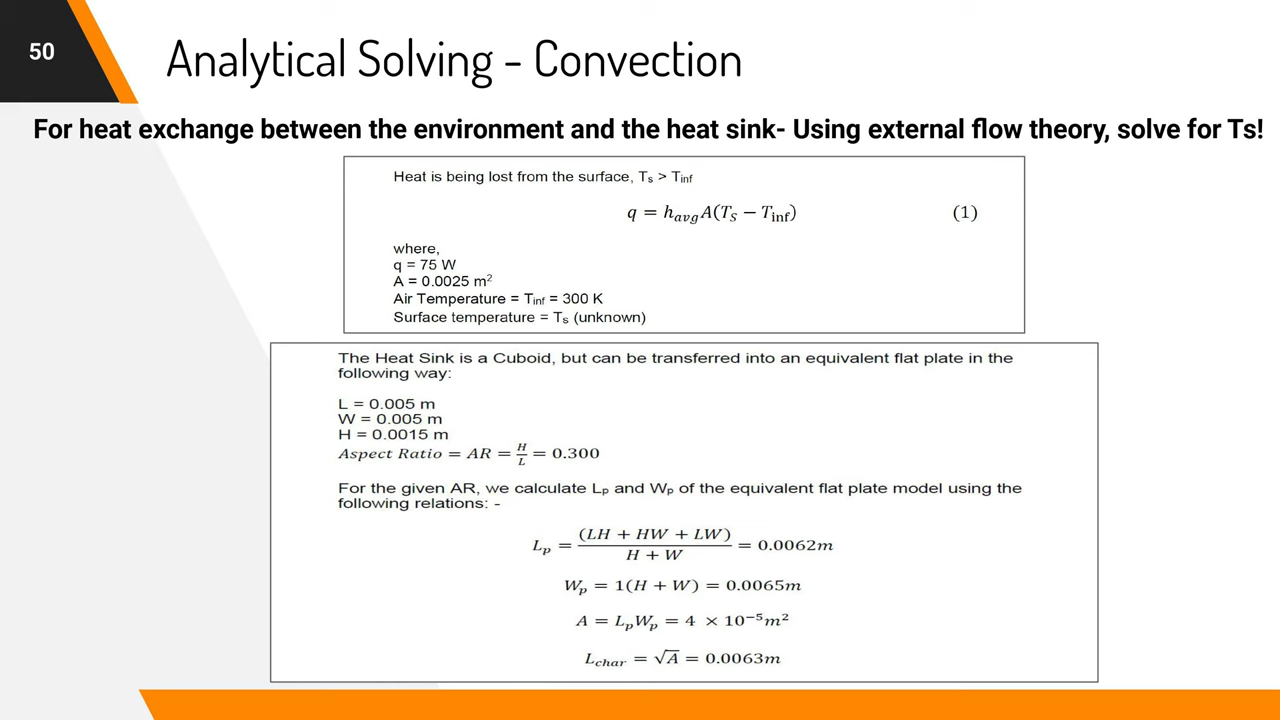 50
Analytical Solving - Convection
For heat exchange between the environment and the heat sink- Using external flow theory, solve for Ts!
Heat is being lost from the surface, Tₛ > T_inf
q = h_avg A(T_S − T_inf) (1)
where,
q = 75 W
A = 0.0025 m²
Air Temperature = T_inf = 300 K
Surface temperature = Tₛ (unknown)
The Heat Sink is a Cuboid, but can be transferred into an equivalent flat plate in the
following way:
L = 0.005 m
W = 0.005 m
H = 0.0015 m
Aspect Ratio = AR = H/L = 0.300
For the given AR, we calculate Lₚ and Wₚ of the equivalent flat plate model using the
following relations: -
L_p = (LH + HW + LW)/(H + W) = 0.0062m
W_p = 1(H + W) = 0.0065m
A = L_pW_p = 4 × 10⁻⁵m²
L_char = √A = 0.0063m